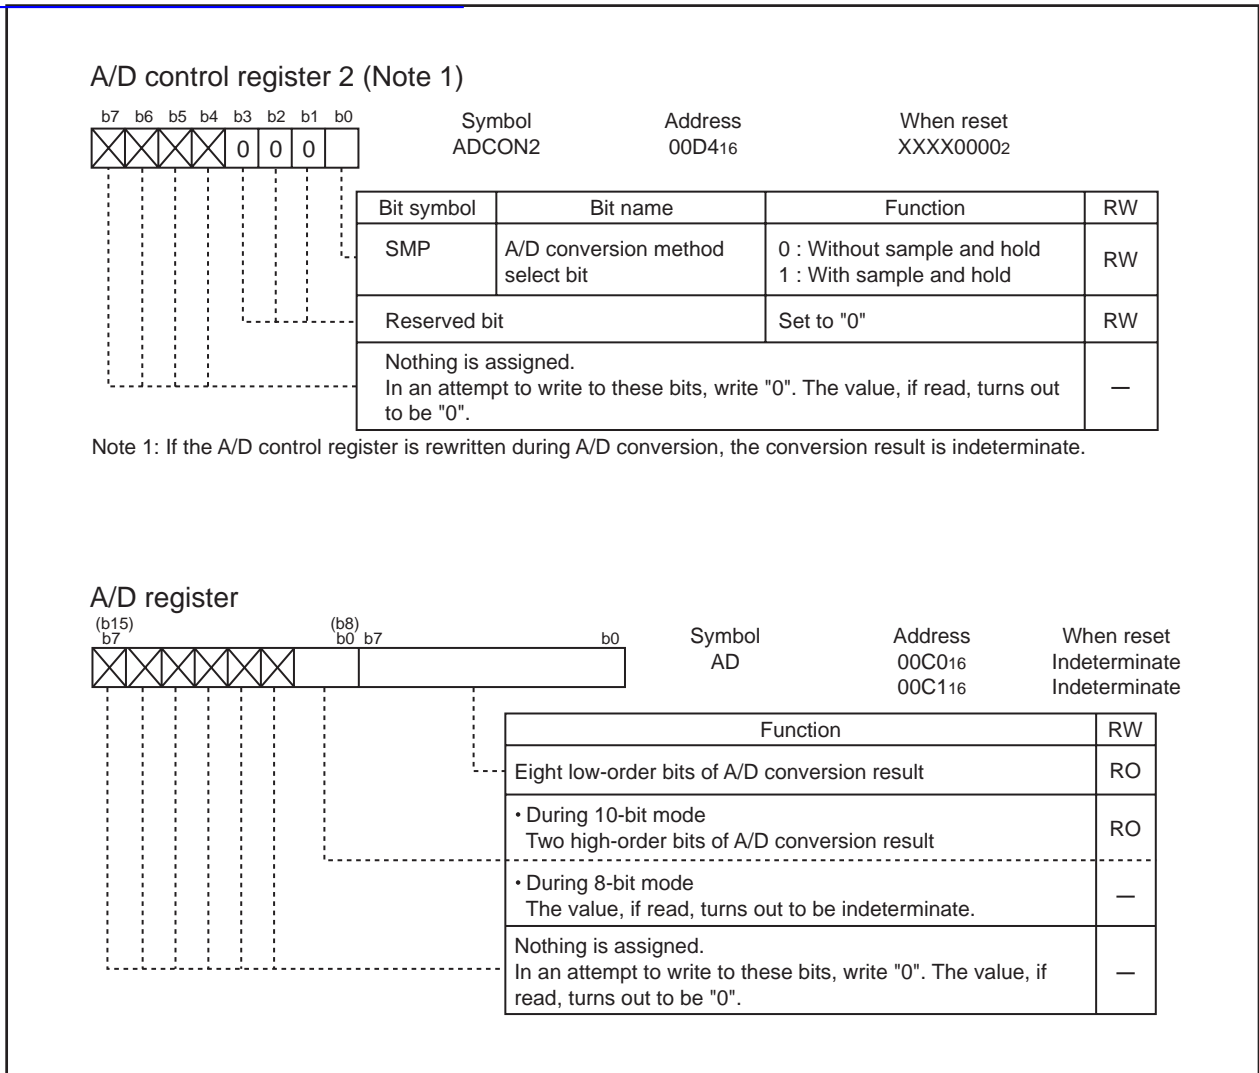 A/D control register 2 (Note 1)
b7 b6 b5 b4 b3 b2 b1 b0
0 0 0
Symbol Address When reset
ADCON2 00D416 XXXX00002
Bit symbol Bit name Function RW
SMP A/D conversion method select bit 0 : Without sample and hold 1 : With sample and hold RW
Reserved bit Set to "0" RW
Nothing is assigned.
In an attempt to write to these bits, write "0". The value, if read, turns out
to be "0".
—
Note 1: If the A/D control register is rewritten during A/D conversion, the conversion result is indeterminate.
A/D register
(b15) (b8)
b7 b0 b7 b0
Symbol Address When reset
AD 00C016 Indeterminate
00C116 Indeterminate
Function RW
Eight low-order bits of A/D conversion result RO
• During 10-bit mode
Two high-order bits of A/D conversion result
RO
• During 8-bit mode
The value, if read, turns out to be indeterminate.
—
Nothing is assigned.
In an attempt to write to these bits, write "0". The value, if
read, turns out to be "0".
—